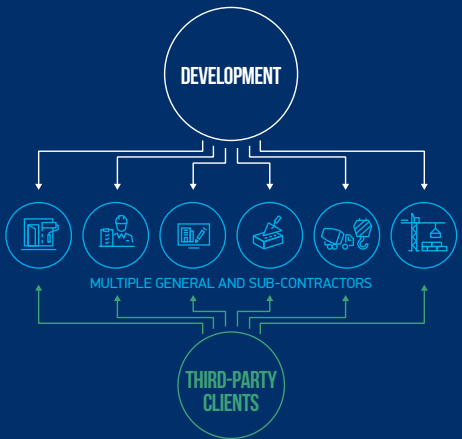 DEVELOPMENT
MULTIPLE GENERAL AND SUB-CONTRACTORS
THIRD-PARTY
CLIENTS